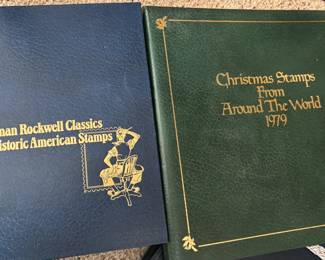 man Rockwell Classics
istoric American Stamps
Christmas Stamps
From
Around The World
1979